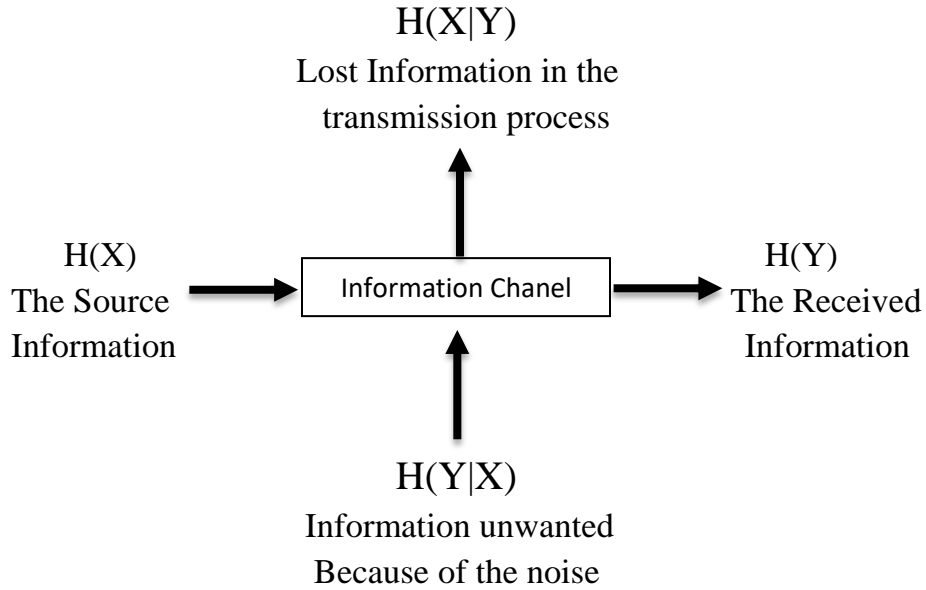 H(X|Y)
Lost Information in the
transmission process
H(X)
The Source
Information
Information Chanel
H(Y)
The Received
Information
H(Y|X)
Information unwanted
Because of the noise